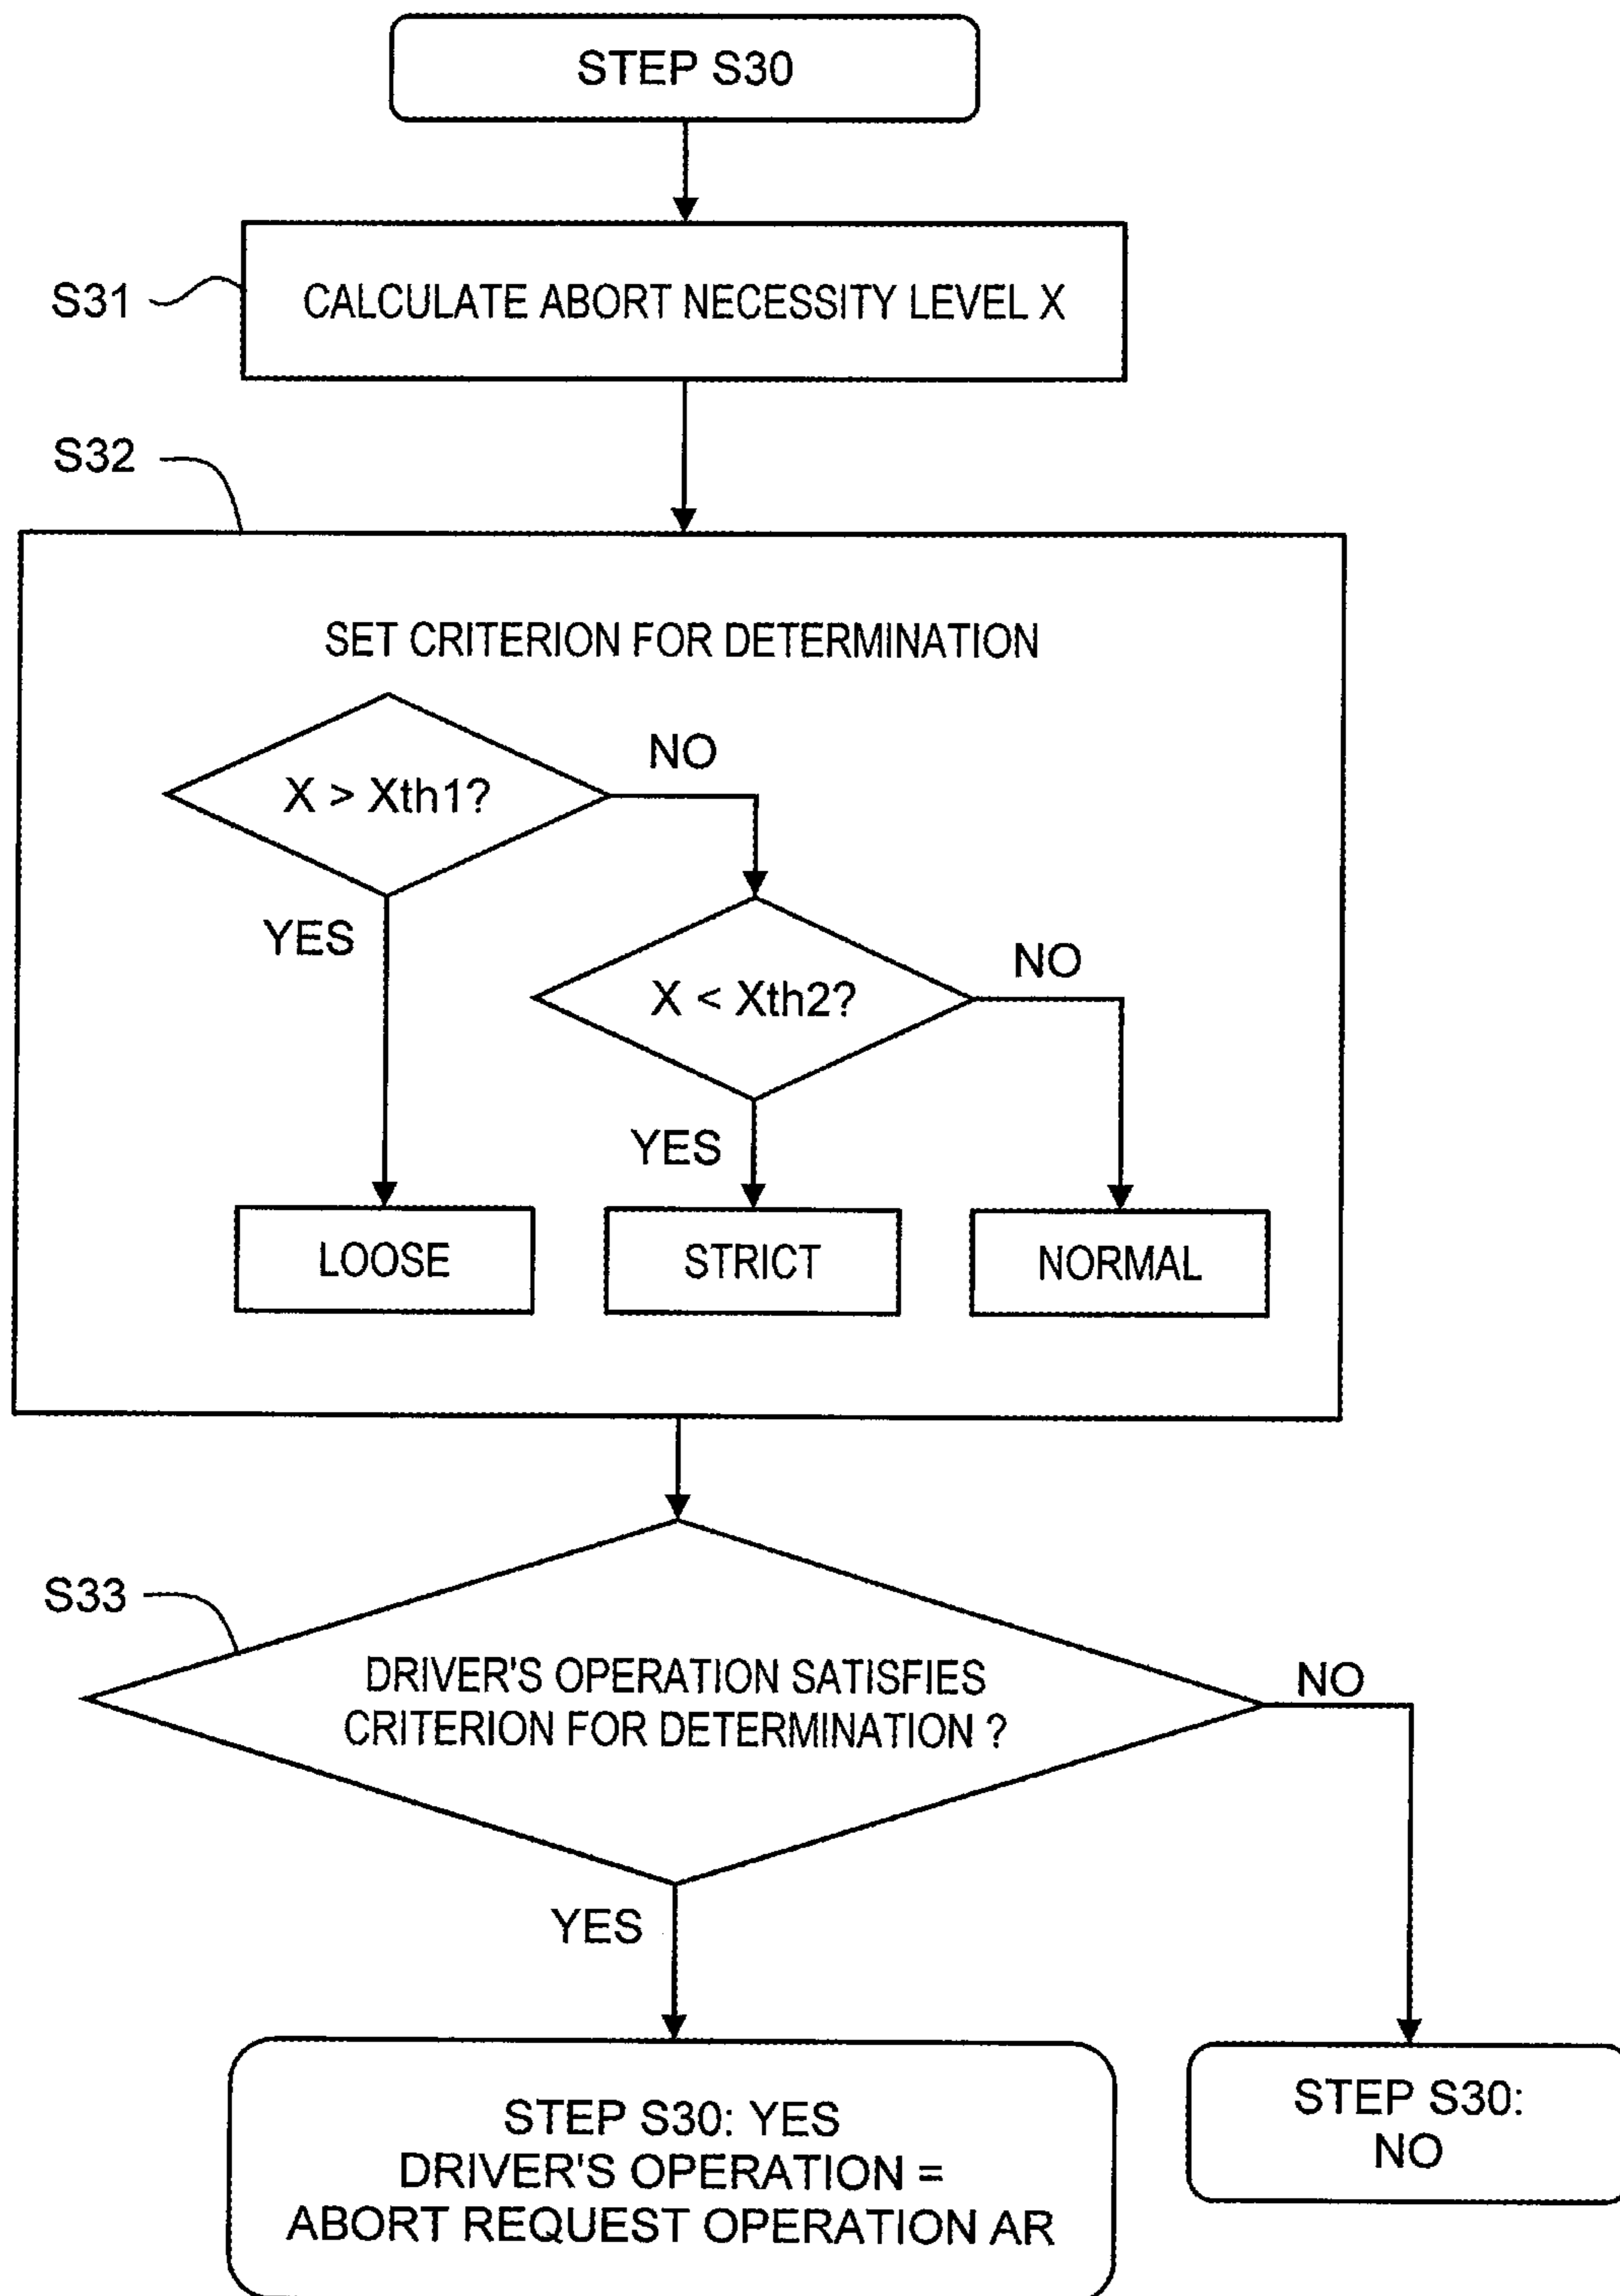 STEP S30
S31
CALCULATE ABORT NECESSITY LEVEL X
S32
SET CRITERION FOR DETERMINATION
X > Xth1?
NO
YES
X < Xth2?
NO
YES
LOOSE
STRICT
NORMAL
S33
DRIVER'S OPERATION SATISFIES
CRITERION FOR DETERMINATION ?
NO
YES
STEP S30: YES
DRIVER'S OPERATION =
ABORT REQUEST OPERATION AR
STEP S30:
NO